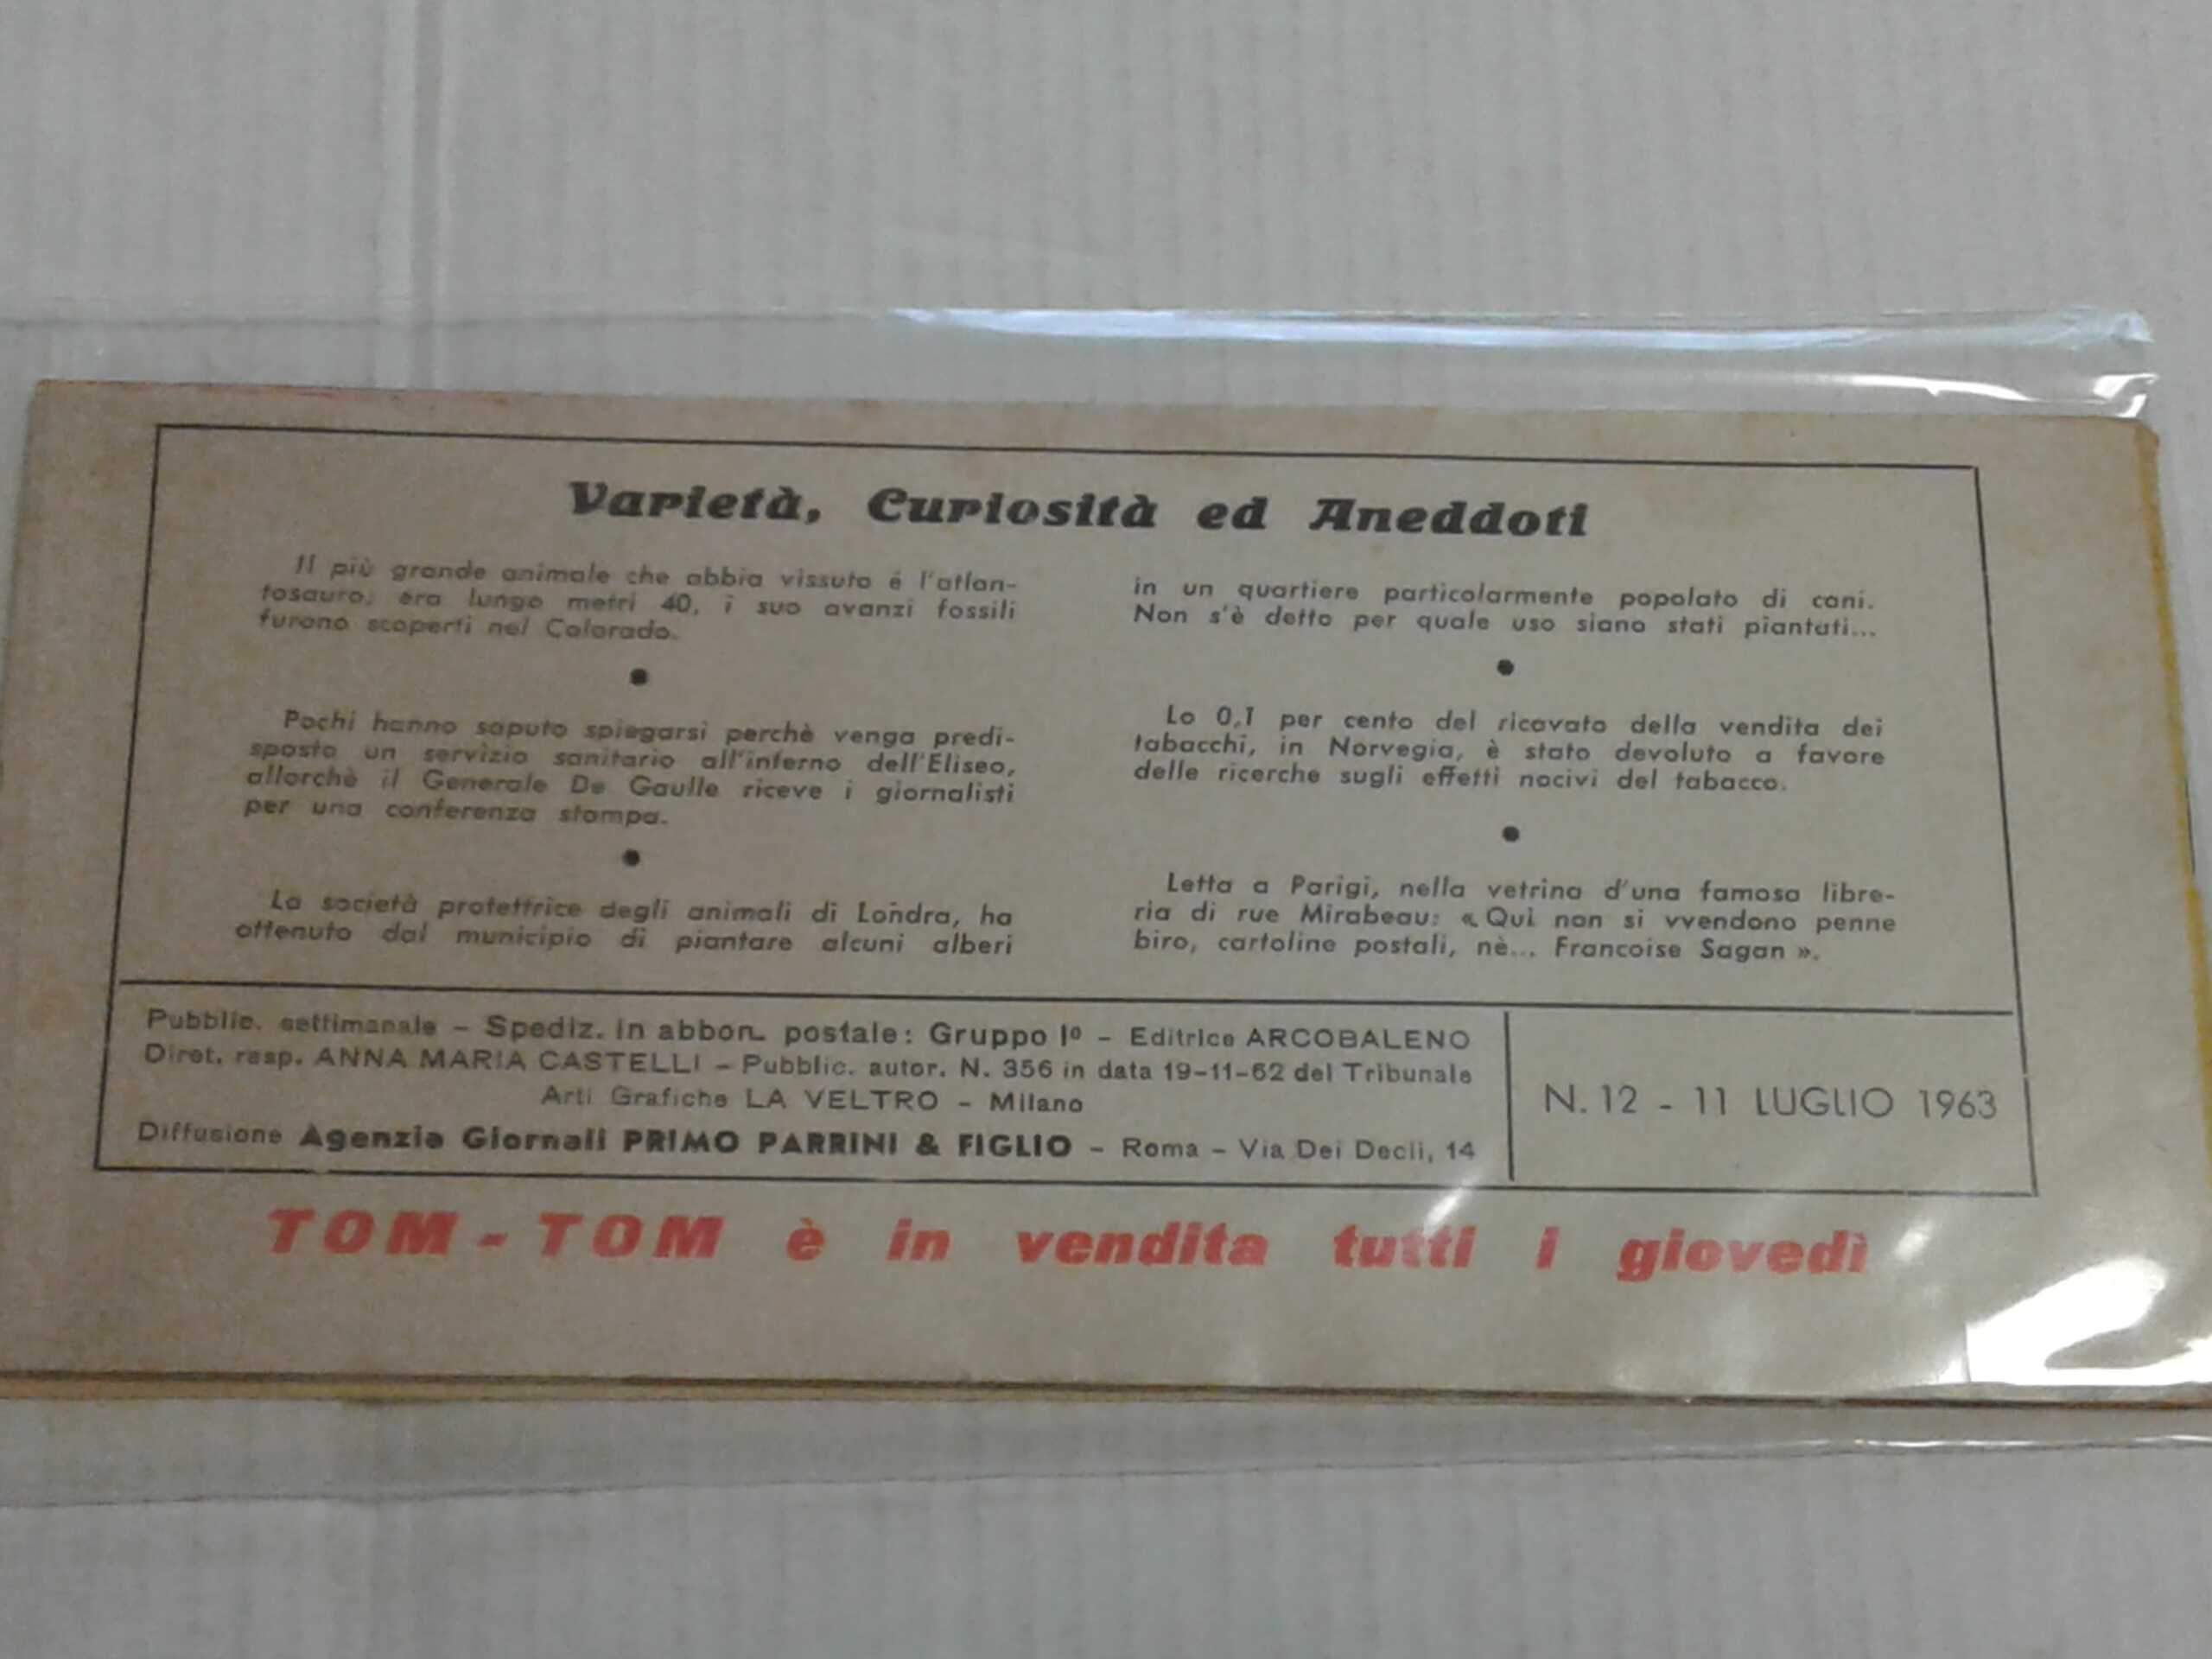 Varietà, Curiosità ed Aneddoti
Il più grande animale che abbia vissuto é l'atlan-
tosauro; era lungo metri 40, i suo avanzi fossili
furono scoperti nel Colorado.
●
Pochi hanno saputo spiegarsi perchè venga predi-
sposto un servizio sanitario all'inferno dell'Eliseo,
allorchè il Generale De Gaulle riceve i giornalisti
per una conferenza stampa.
●
La società protettrice degli animali di Londra, ha
ottenuto dal municipio di piantare alcuni alberi
in un quartiere particolarmente popolato di cani.
Non s'è detto per quale uso siano stati piantati...
●
Lo 0,1 per cento del ricavato della vendita dei
tabacchi, in Norvegia, è stato devoluto a favore
delle ricerche sugli effetti nocivi del tabacco.
●
Letta a Parigi, nella vetrina d'una famosa libre-
ria di rue Mirabeau: « Qui non si vvendono penne
biro, cartoline postali, nè... Francoise Sagan ».
Pubblic. settimanale – Spediz. in abbon. postale: Gruppo Iº – Editrice ARCOBALENO
Diret. resp. ANNA MARIA CASTELLI – Pubblic. autor. N. 356 in data 19-11-62 del Tribunale
Arti Grafiche LA VELTRO – Milano
Diffusione Agenzia Giornali PRIMO PARRINI & FIGLIO – Roma – Via Dei Decii, 14
N. 12 - 11 LUGLIO 1963
TOM - TOM è in vendita tutti i giovedì